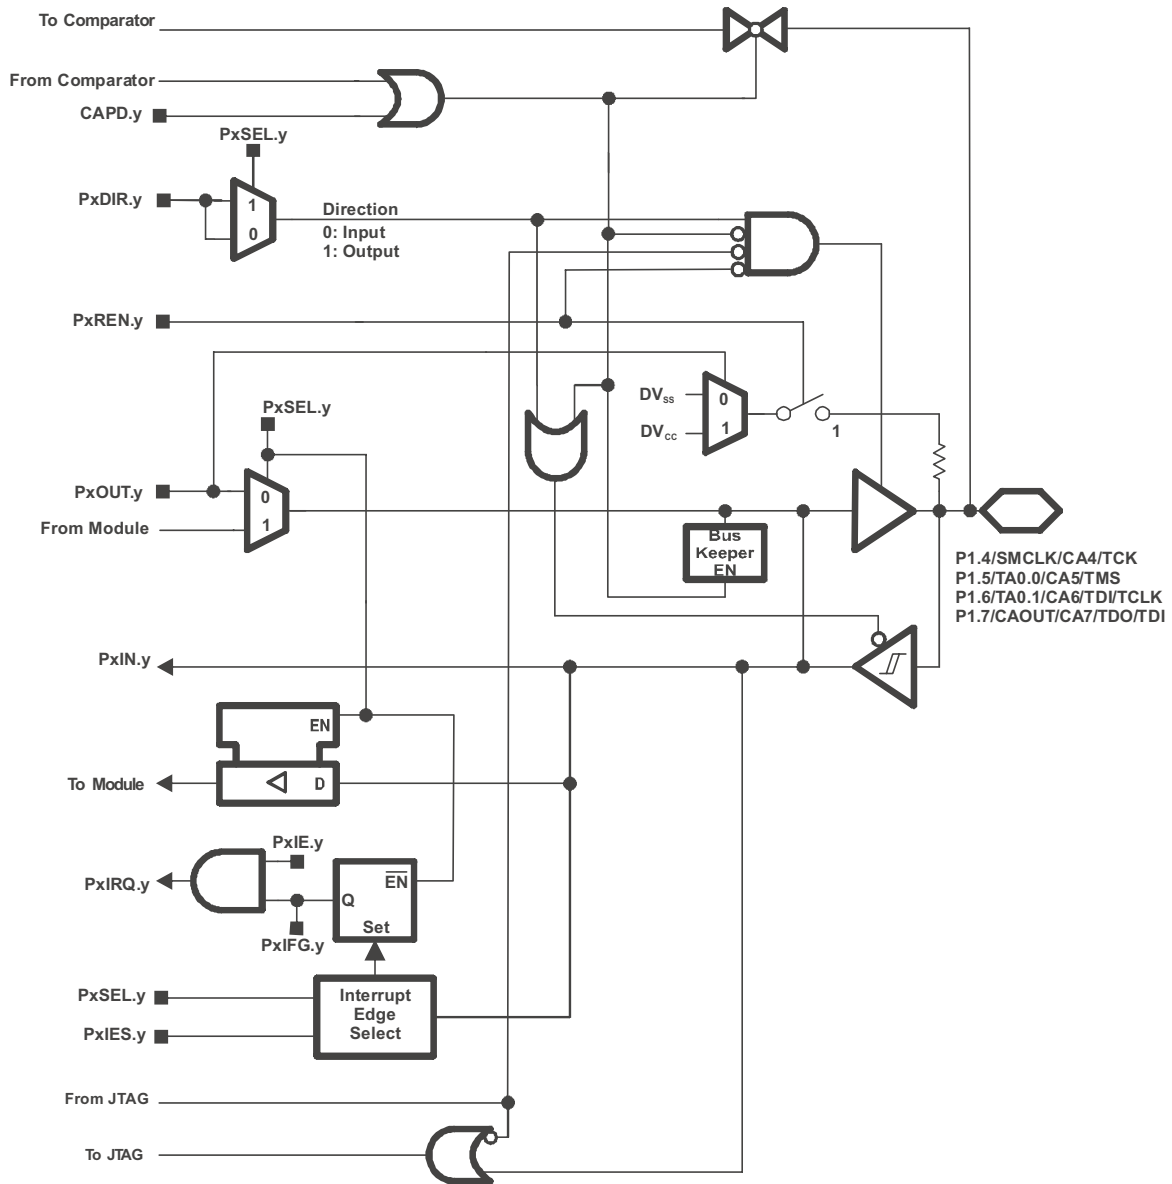 To Comparator
From Comparator
CAPD.y
PxSEL.y
PxDIR.y
1
0
Direction
0: Input
1: Output
PxREN.y
DVss
0
DVcc
1
1
PxSEL.y
PxOUT.y
0
From Module
1
Bus
Keeper
EN
P1.4/SMCLK/CA4/TCK
P1.5/TA0.0/CA5/TMS
P1.6/TA0.1/CA6/TDI/TCLK
P1.7/CAOUT/CA7/TDO/TDI
PxIN.y
EN
To Module
D
PxIE.y
PxIRQ.y
EN
Q
Set
PxIFG.y
PxSEL.y
PxIES.y
Interrupt
Edge
Select
From JTAG
To JTAG